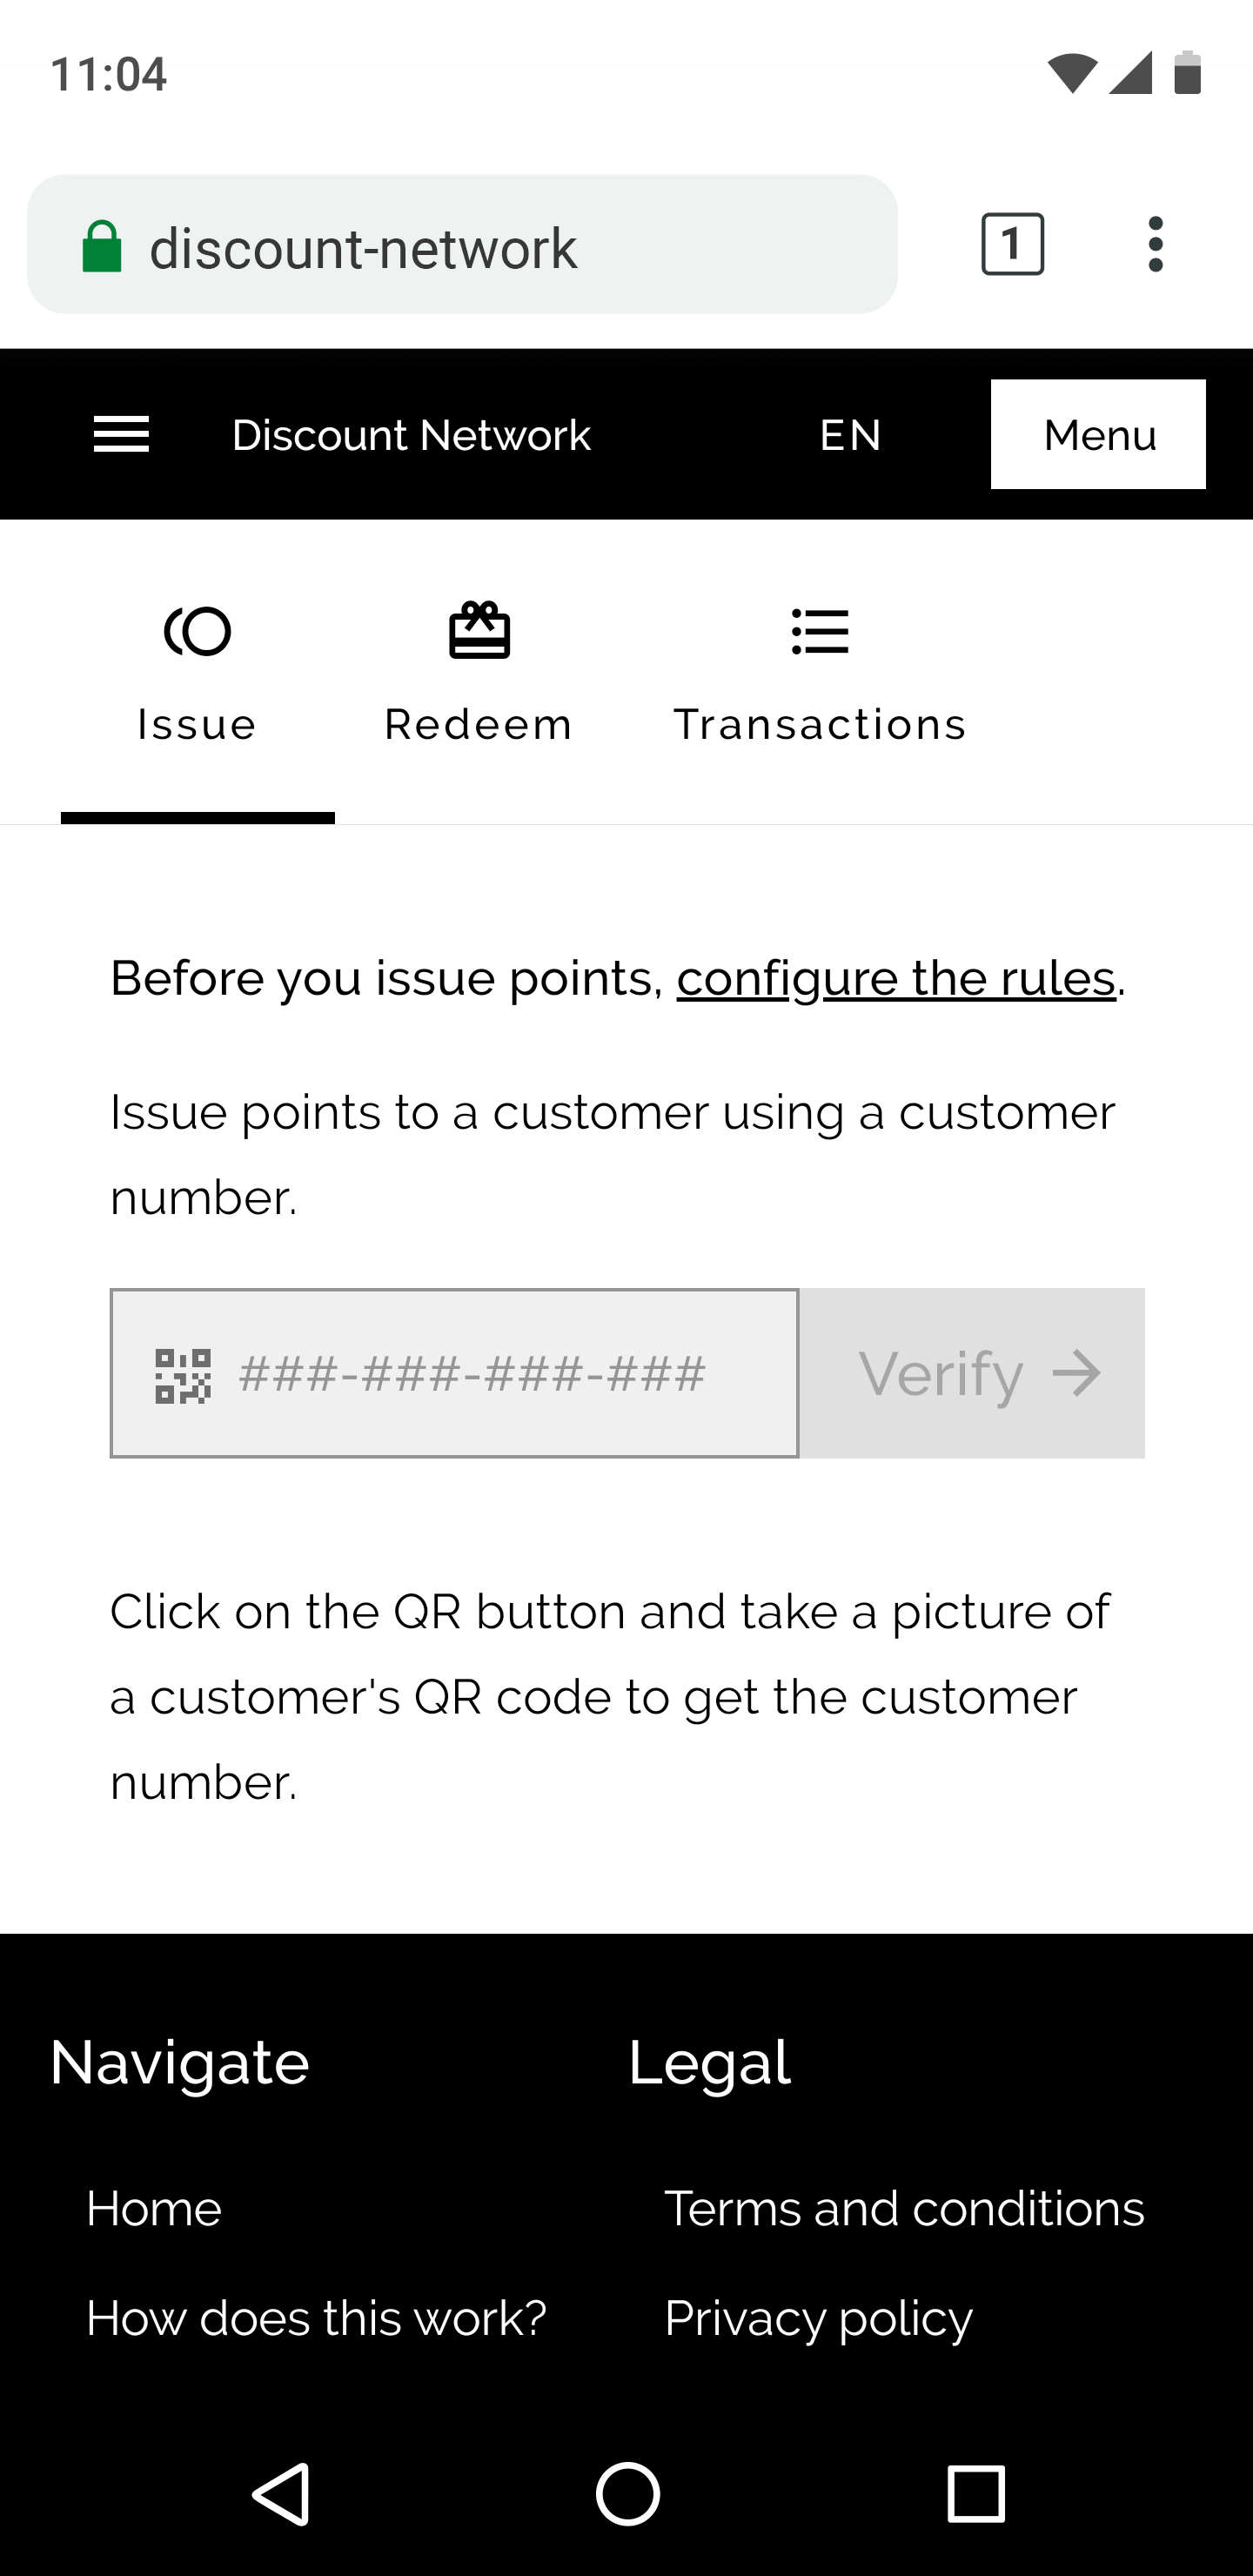 11:04
discount-network
1
Discount Network EN Menu
Issue Redeem Transactions
Before you issue points, configure the rules.
Issue points to a customer using a customer
number.
###-###-###-### Verify →
Click on the QR button and take a picture of
a customer's QR code to get the customer
number.
Navigate Legal
Home Terms and conditions
How does this work? Privacy policy